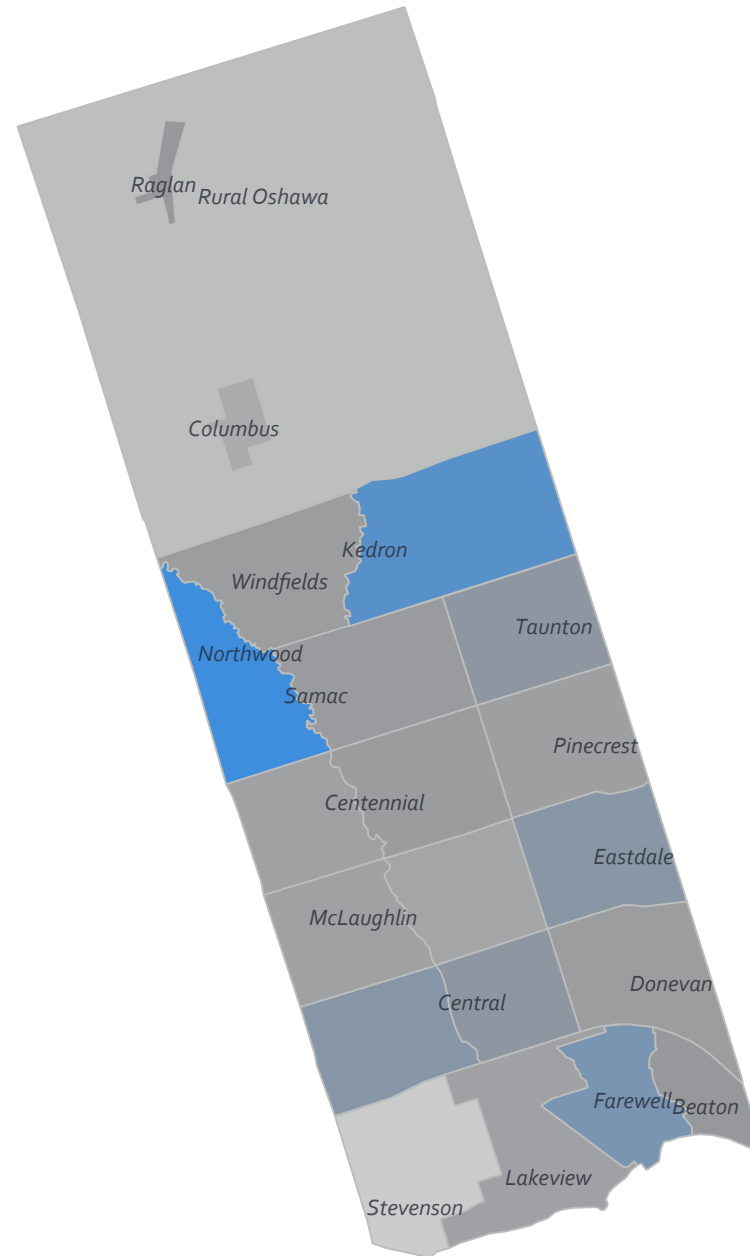 Raglan
Rural Oshawa
Columbus
Kedron
Windfields
Taunton
Northwood
Samac
Pinecrest
Centennial
Eastdale
McLaughlin
Donevan
Central
Farewell
Beaton
Lakeview
Stevenson